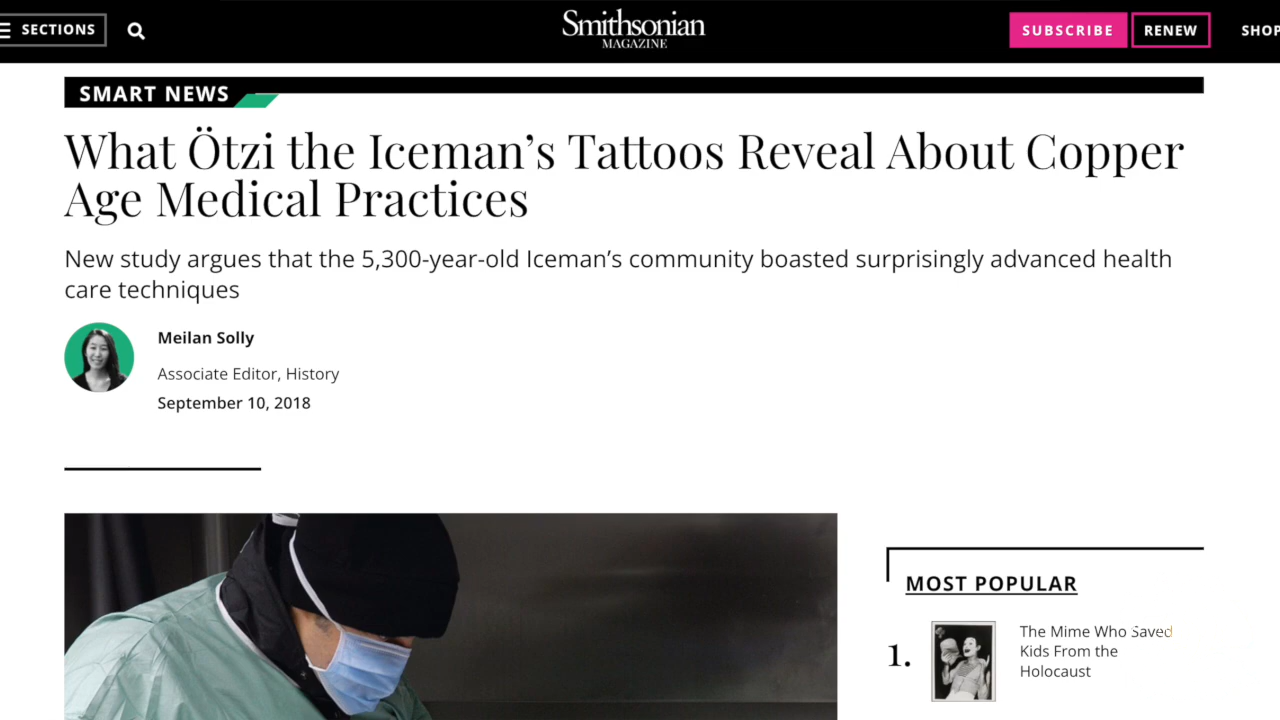 SECTIONS
Smithsonian
MAGAZINE
SUBSCRIBE
RENEW
SHOP
SMART NEWS
What Ötzi the Iceman’s Tattoos Reveal About Copper
Age Medical Practices
New study argues that the 5,300-year-old Iceman’s community boasted surprisingly advanced health
care techniques
Meilan Solly
Associate Editor, History
September 10, 2018
MOST POPULAR
1.
The Mime Who Saved
Kids From the
Holocaust